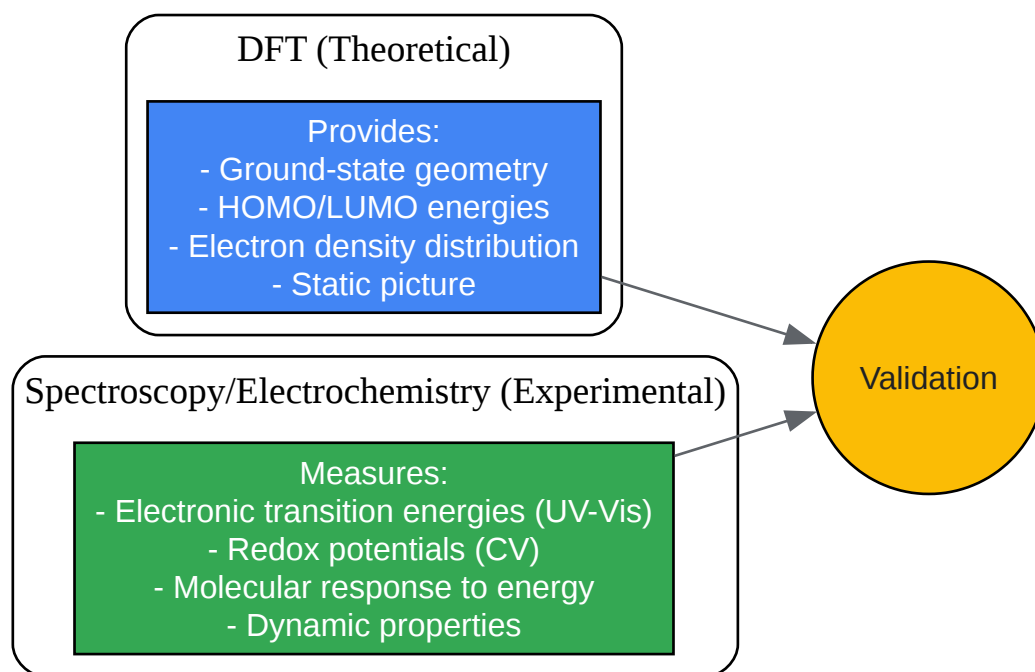 DFT (Theoretical)
Provides:
- Ground-state geometry
- HOMO/LUMO energies
- Electron density distribution
- Static picture
Spectroscopy/Electrochemistry (Experimental)
Measures:
- Electronic transition energies (UV-Vis)
- Redox potentials (CV)
- Molecular response to energy
- Dynamic properties
Validation